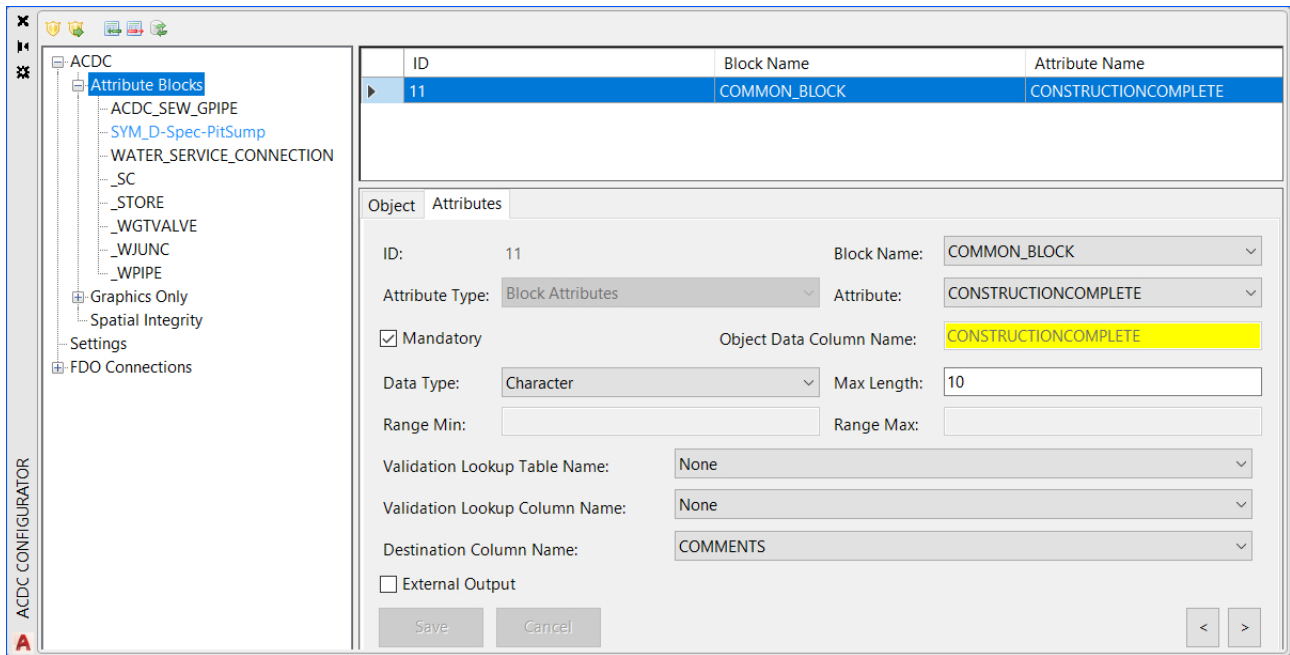 ACDC
Attribute Blocks
ACDC_SEW_GPIPE
SYM_D-Spec-PitSump
WATER_SERVICE_CONNECTION
_SC
_STORE
_WGTVALVE
_WJUNC
_WPIPE
Graphics Only
Spatial Integrity
Settings
FDO Connections
ACDC CONFIGURATOR
ID Block Name Attribute Name
11 COMMON_BLOCK CONSTRUCTIONCOMPLETE
Object Attributes
ID: 11 Block Name: COMMON_BLOCK
Attribute Type: Block Attributes Attribute: CONSTRUCTIONCOMPLETE
Mandatory Object Data Column Name: CONSTRUCTIONCOMPLETE
Data Type: Character Max Length: 10
Range Min: Range Max:
Validation Lookup Table Name: None
Validation Lookup Column Name: None
Destination Column Name: COMMENTS
External Output
Save Cancel < >